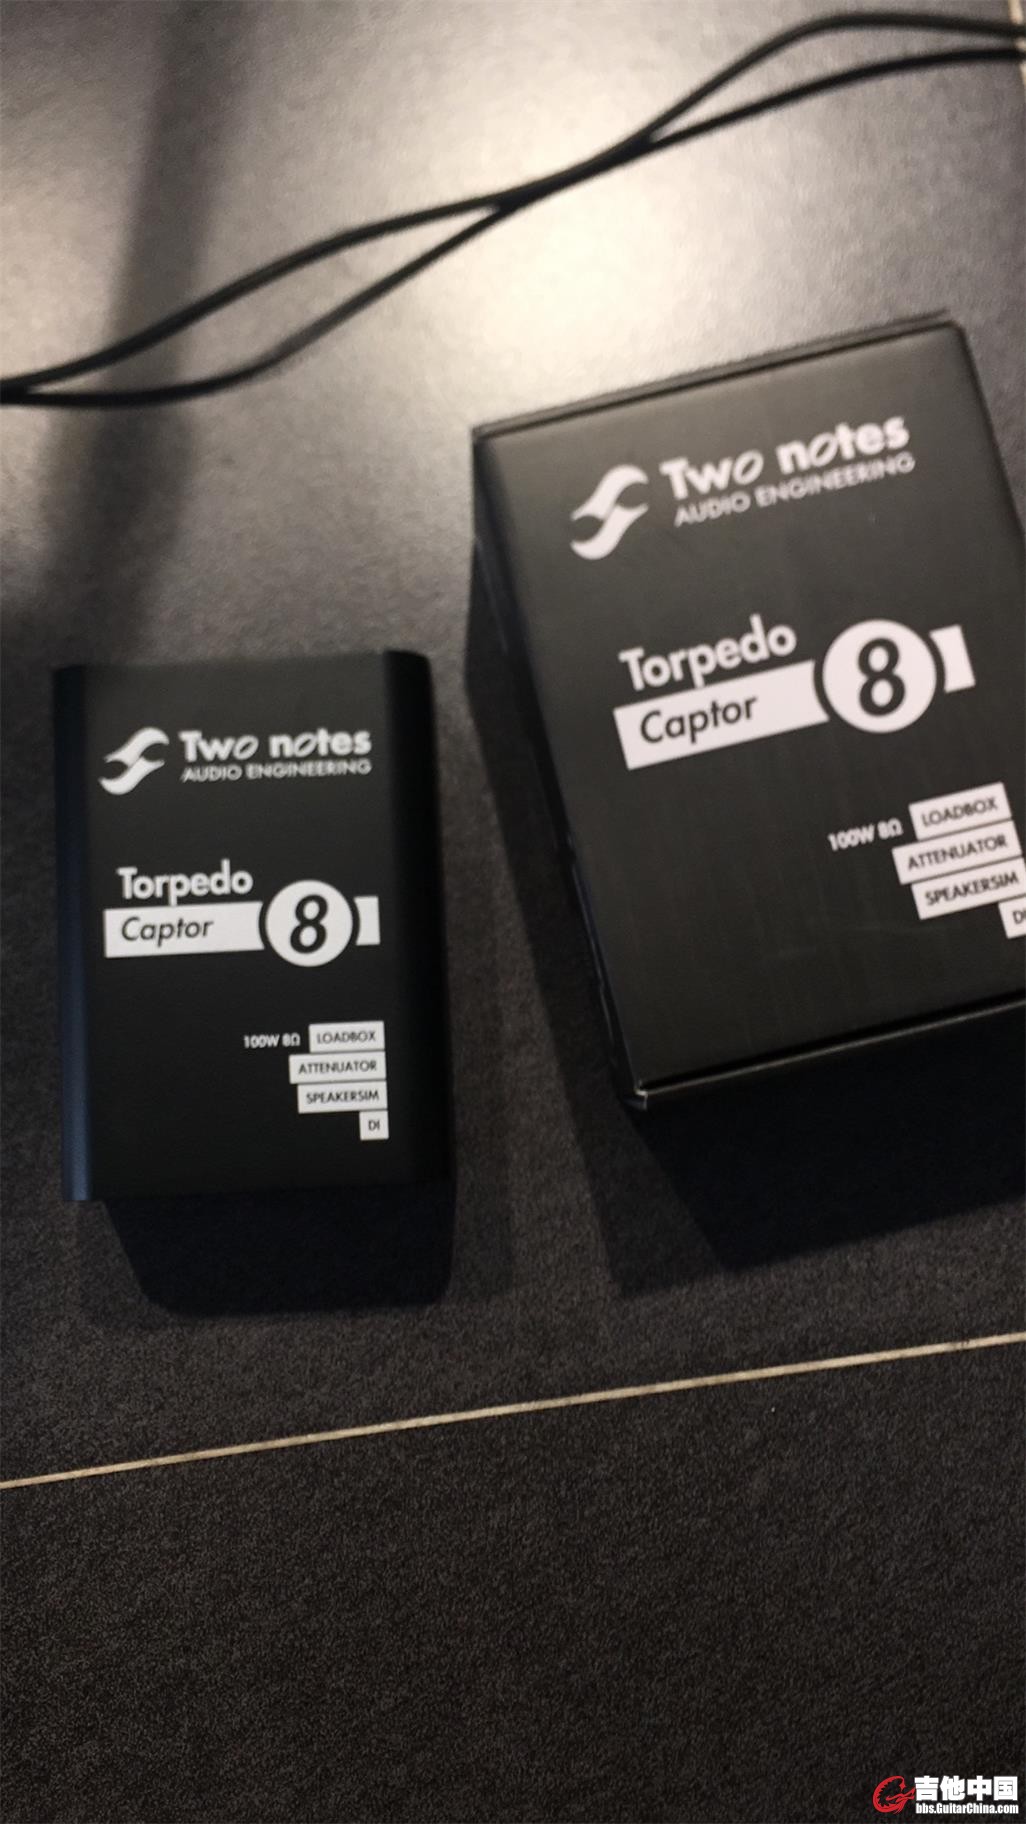 Two notes
AUDIO ENGINEERING
Torpedo
Captor 8
100W 8Ω LOADBOX
ATTENUATOR
SPEAKERSIM
DI
Two notes
AUDIO ENGINEERING
Torpedo
Captor 8
100W 8Ω LOADBOX
ATTENUATOR
SPEAKERSIM
DI
吉他中国
bbs.GuitarChina.com